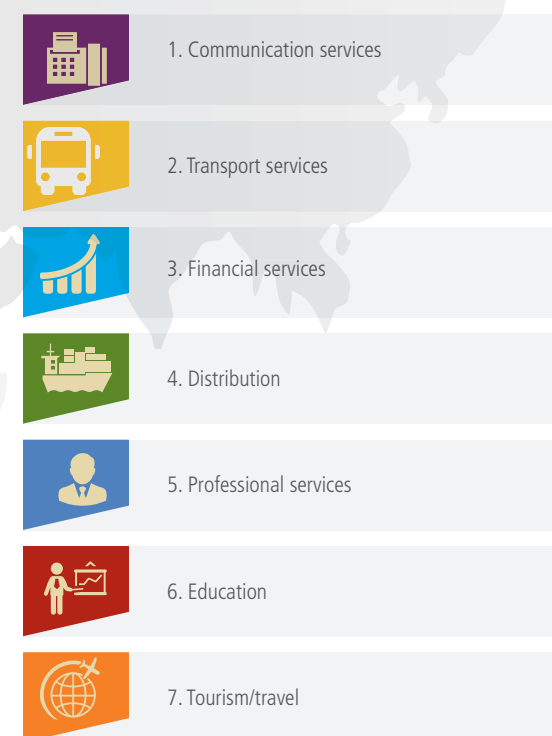 1. Communication services
2. Transport services
3. Financial services
4. Distribution
5. Professional services
6. Education
7. Tourism/travel